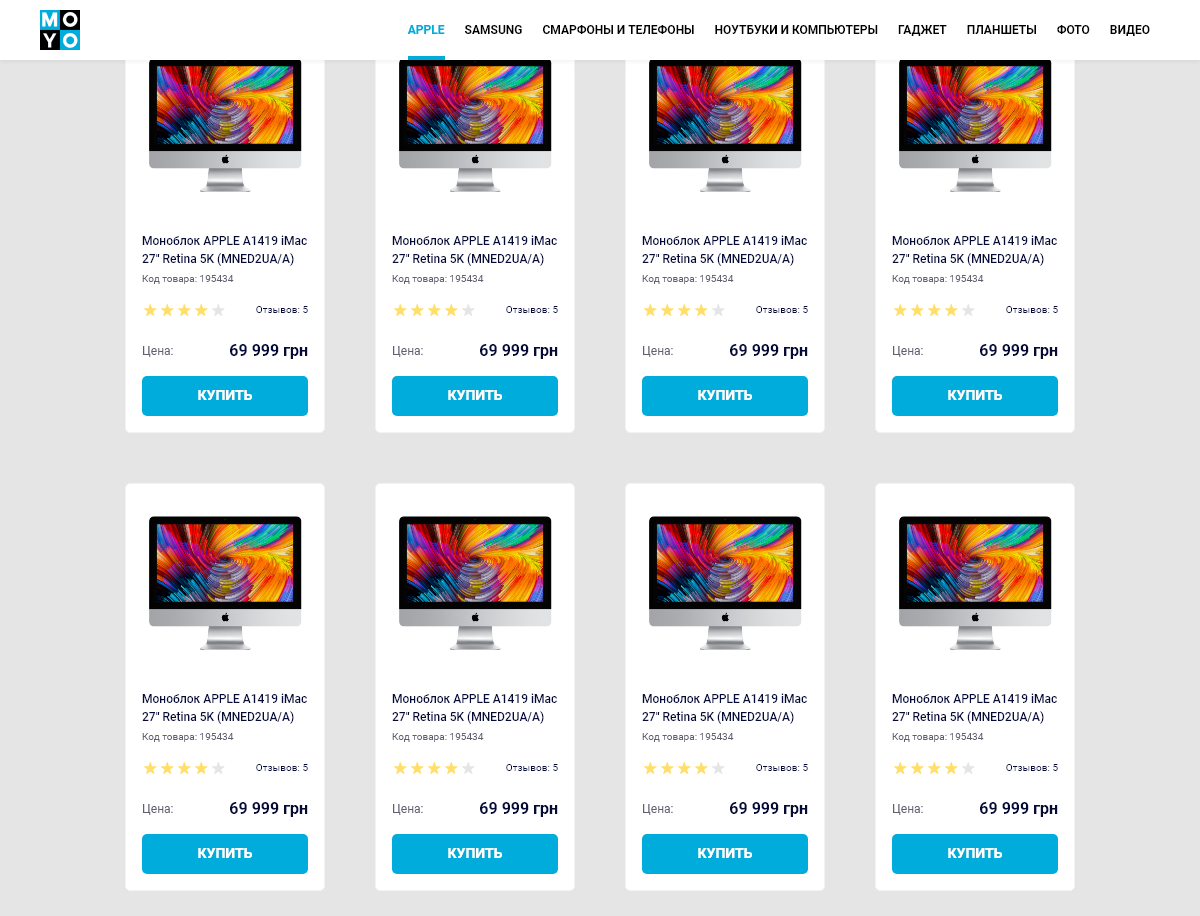 MO
YO
APPLE SAMSUNG СМАРФОНЫ И ТЕЛЕФОНЫ НОУТБУКИ И КОМПЬЮТЕРЫ ГАДЖЕТ ПЛАНШЕТЫ ФОТО ВИДЕО
Моноблок APPLE A1419 iMac Моноблок APPLE A1419 iMac Моноблок APPLE A1419 iMac Моноблок APPLE A1419 iMac
27" Retina 5K (MNED2UA/A) 27" Retina 5K (MNED2UA/A) 27" Retina 5K (MNED2UA/A) 27" Retina 5K (MNED2UA/A)
Код товара: 195434 Код товара: 195434 Код товара: 195434 Код товара: 195434
Отзывов: 5 Отзывов: 5 Отзывов: 5 Отзывов: 5
Цена: 69 999 грн Цена: 69 999 грн Цена: 69 999 грн Цена: 69 999 грн
КУПИТЬ КУПИТЬ КУПИТЬ КУПИТЬ
Моноблок APPLE A1419 iMac Моноблок APPLE A1419 iMac Моноблок APPLE A1419 iMac Моноблок APPLE A1419 iMac
27" Retina 5K (MNED2UA/A) 27" Retina 5K (MNED2UA/A) 27" Retina 5K (MNED2UA/A) 27" Retina 5K (MNED2UA/A)
Код товара: 195434 Код товара: 195434 Код товара: 195434 Код товара: 195434
Отзывов: 5 Отзывов: 5 Отзывов: 5 Отзывов: 5
Цена: 69 999 грн Цена: 69 999 грн Цена: 69 999 грн Цена: 69 999 грн
КУПИТЬ КУПИТЬ КУПИТЬ КУПИТЬ